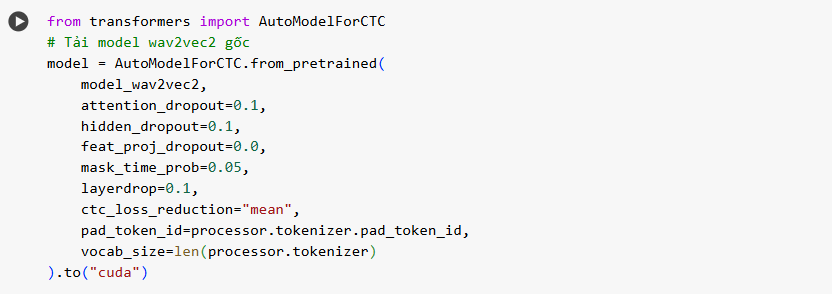 from transformers import AutoModelForCTC
# Tải model wav2vec2 gốc
model = AutoModelForCTC.from_pretrained(
    model_wav2vec2,
    attention_dropout=0.1,
    hidden_dropout=0.1,
    feat_proj_dropout=0.0,
    mask_time_prob=0.05,
    layerdrop=0.1,
    ctc_loss_reduction="mean",
    pad_token_id=processor.tokenizer.pad_token_id,
    vocab_size=len(processor.tokenizer)
).to("cuda")